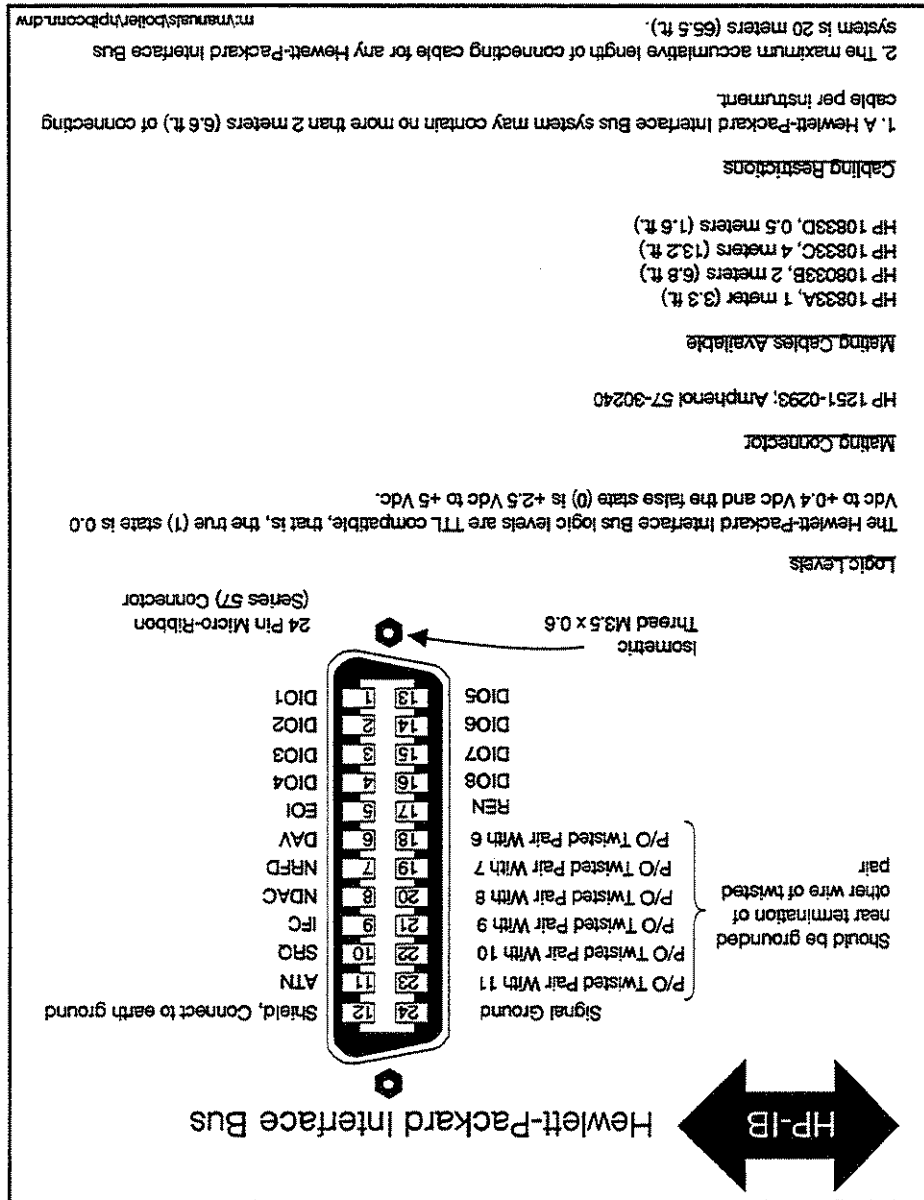 HP-IB
Hewlett-Packard Interface Bus
Signal Ground 24 12 Shield, Connect to earth ground
P/O Twisted Pair With 11 23 11 ATN
P/O Twisted Pair With 10 22 10 SRQ
P/O Twisted Pair With 9 21 9 IFC
P/O Twisted Pair With 8 20 8 NDAC
P/O Twisted Pair With 7 19 7 NRFD
P/O Twisted Pair With 6 18 6 DAV
Should be grounded
near termination of
other wire of twisted
pair
REN 17 5 EOI
DIO8 16 4 DIO4
DIO7 15 3 DIO3
DIO6 14 2 DIO2
DIO5 13 1 DIO1
Isometric
Thread M3.5 x 0.6
24 Pin Micro-Ribbon
(Series 57) Connector
Logic Levels
The Hewlett-Packard Interface Bus logic levels are TTL compatible, that is, the true (1) state is 0.0
Vdc to +0.4 Vdc and the false state (0) is +2.5 Vdc to +5 Vdc.
Mating Connector
HP 1251-0293; Amphenol 57-30240
Mating Cables Available
HP 10833A, 1 meter (3.3 ft.)
HP 108033B, 2 meters (6.8 ft.)
HP 10833C, 4 meters (13.2 ft.)
HP 10833D, 0.5 meters (1.6 ft.)
Cabling Restrictions
1. A Hewlett-Packard Interface Bus system may contain no more than 2 meters (6.6 ft.) of connecting
cable per instrument.
2. The maximum accumulative length of connecting cable for any Hewett-Packard Interface Bus
system is 20 meters (65.5 ft.).
m:\manuals\boiler\hpibconn.drw